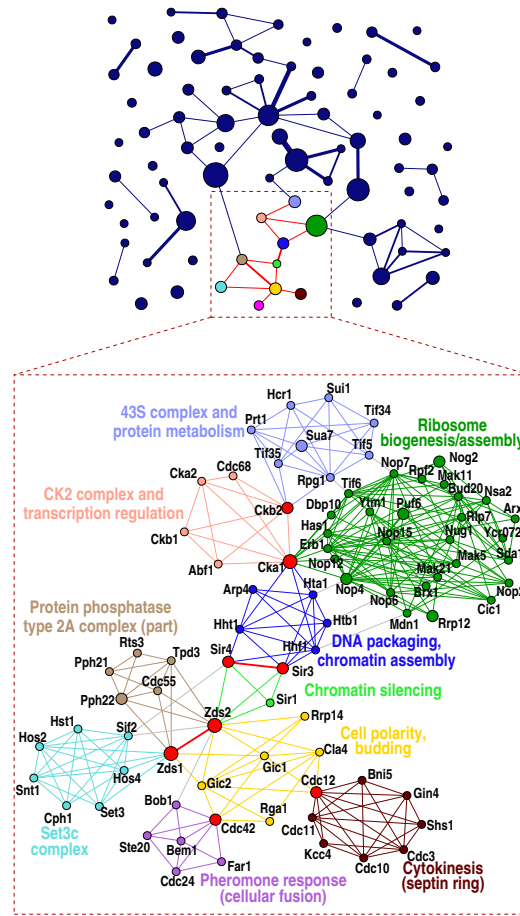 Sui1
Hcr1
43S complex and
protein metabolism
Prt1
Tif34
Sua7
Tif35
Tif5
Rpg1
Ribosome
biogenesis/assembly
Nog2
Nop7
Rpf2
Mak11
Bud20
Nsa2
Tif6
Ytm1
Puf6
Rlp7
Arx
Dbp10
Has1
Nop15
Nug1
Ycr072
Erb1
Nop12
Mak5
Sda1
Nop4
Mak21
Nop6
Brx1
Nop2
Cic1
Mdn1
Rrp12
Cka2
Cdc68
CK2 complex and
transcription regulation
Ckb2
Ckb1
Abf1
Cka1
Arp4
Hta1
Hht1
Htb1
Hhf1
DNA packaging,
chromatin assembly
Protein phosphatase
type 2A complex (part)
Rts3
Tpd3
Pph21
Cdc55
Pph22
Sir4
Sir3
Chromatin silencing
Sir1
Zds2
Rrp14
Cell polarity,
budding
Hst1
Sif2
Hos2
Zds1
Gic1
Cla4
Snt1
Hos4
Gic2
Cdc12
Bni5
Cph1
Set3
Set3c
complex
Bob1
Rga1
Cdc11
Gin4
Cdc42
Shs1
Ste20
Bem1
Kcc4
Cdc3
Far1
Cdc10
Cdc24
Pheromone response
(cellular fusion)
Cytokinesis
(septin ring)